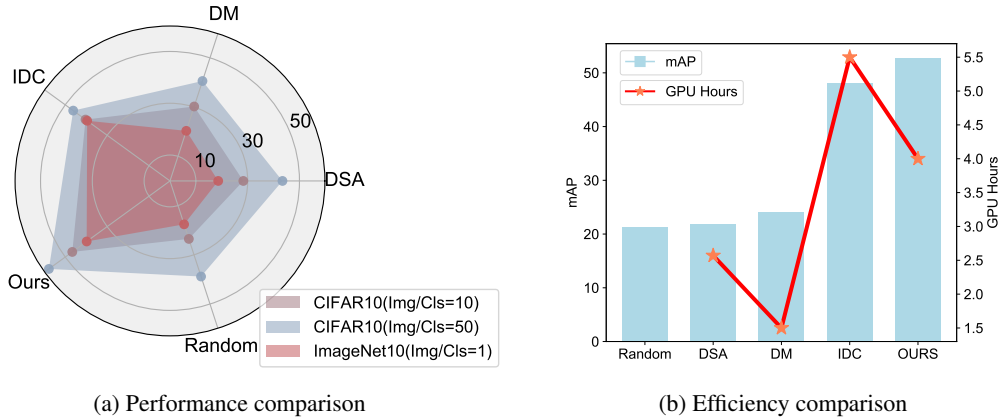 DM
IDC
50
30
10
DSA
Ours
Random
CIFAR10(Img/Cls=10)
CIFAR10(Img/Cls=50)
ImageNet10(Img/Cls=1)
(a) Performance comparison
mAP
GPU Hours
50
40
30
20
10
0
mAP
5.5
5.0
4.5
4.0
3.5
3.0
2.5
2.0
1.5
GPU Hours
Random DSA DM IDC OURS
(b) Efficiency comparison